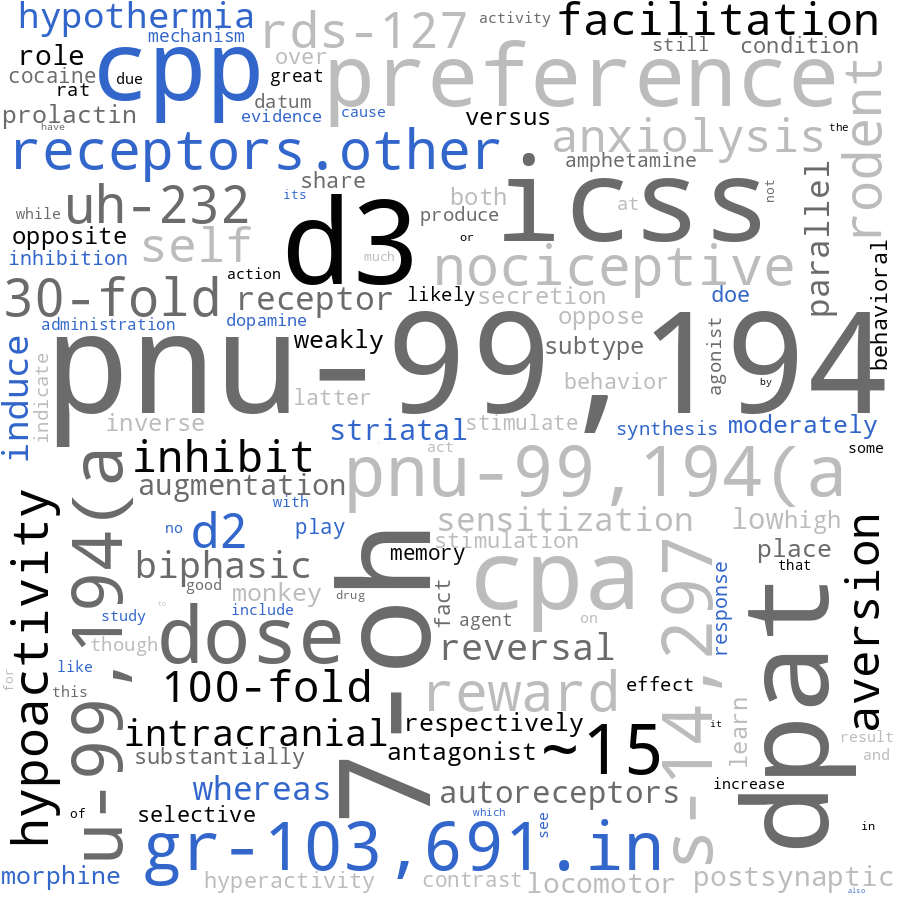 hypothermia
rds-127
activity
facilitation
mechanism
role
cpp
over
preference
still
condition
cocaine
due
great
rat
rodent
datum
prolactin
evidence
cause
versus
have
anxiolysis
the
receptors.other
.
amphetamine
parallel
share
icss
not
its
d3
both
at
while
uh-232
produce
opposite
self
or
behavioral
inhibition
much
nociceptive
action
30-fold
receptor
likely
secretion
doe
administration
dopamine
pnu-99,194
oppose
agonist
weakly
subtype
induce
indicate
behavior
by
latter
inverse
striatal
stimulate
synthesis
moderately
inhibit
act
some
u-99,194(a
pnu-99,194(a
augmentation
hypoactivity
with
d2
no
play
sensitization
low
high
aversion
7-oh
stimulation
memory
place
biphasic
cpa
s-14,297
that
good
monkey
drug
fact
response
dpat
to
study
include
dose
agent
on
though
reversal
like
for
this
100-fold
reward
effect
learn
intracranial
respectively
it
~15
result
substantially
antagonist
and
whereas
autoreceptors
increase
of
selective
which
see
in
gr-103,691.in
morphine
hyperactivity
contrast
locomotor
postsynaptic
also